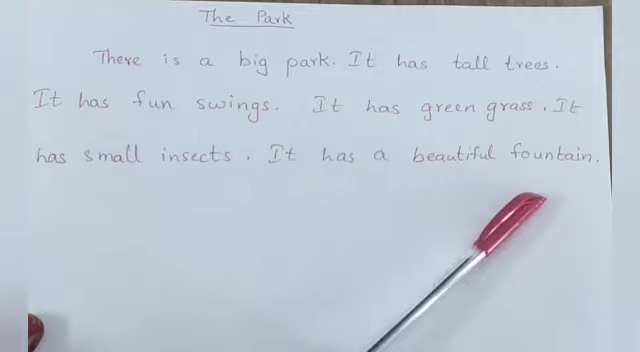 The Park
There is a big park. It has tall trees.
It has fun swings. It has green grass. It
has small insects. It has a beautiful fountain.